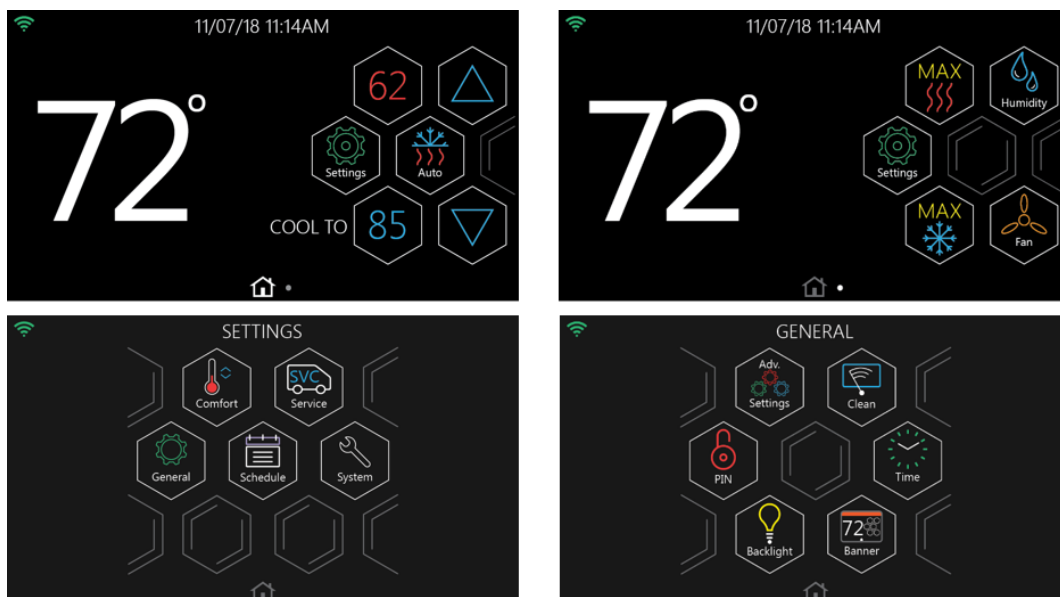 11/07/18 11:14AM
72°
62
Settings
Auto
COOL TO 85
11/07/18 11:14AM
72°
MAX
Humidity
Settings
MAX
Fan
SETTINGS
Comfort
SVC
Service
General
Schedule
System
GENERAL
Adv.
Settings
Clean
PIN
Time
Backlight
72
Banner